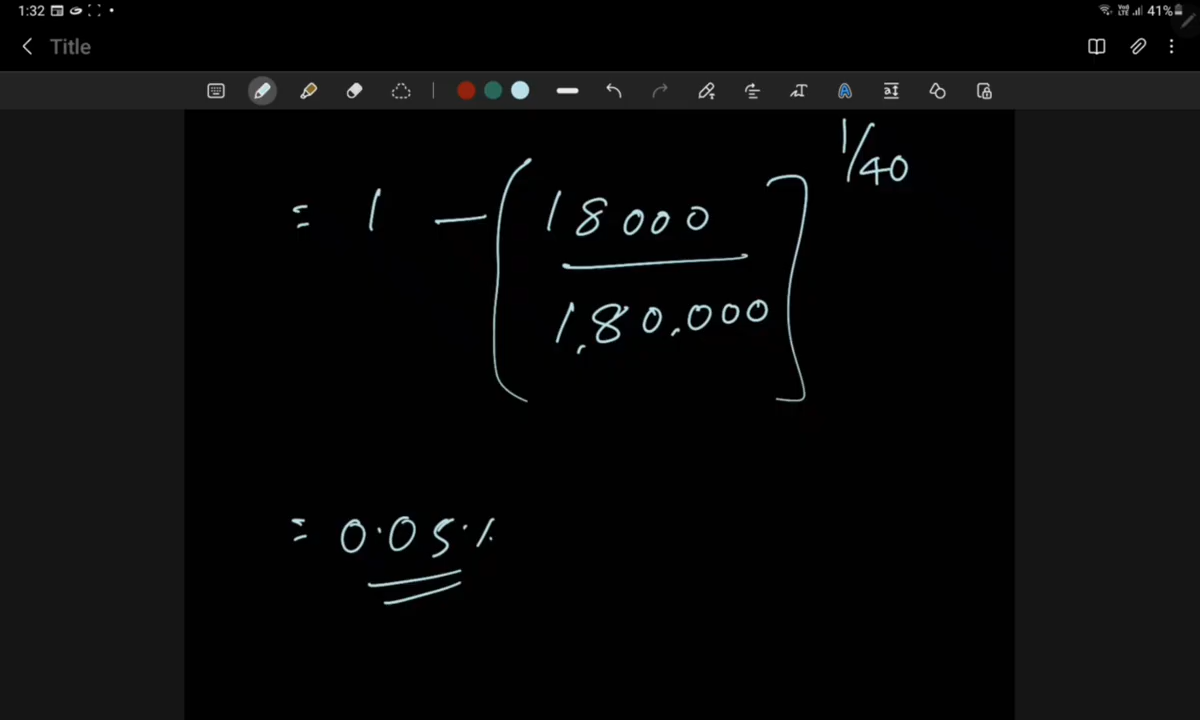 1:32 41%
Title
= 1 - ( 18000 / 1,80,000 ] 1/40
= 0.05%